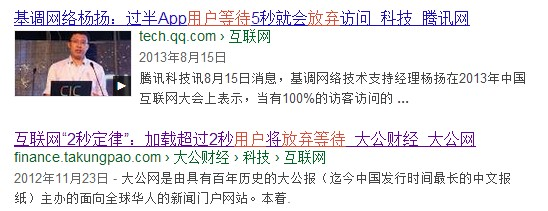 基调网络杨扬：过半App用户等待5秒就会放弃访问_科技_腾讯网
tech.qq.com › 互联网
2013年8月15日
腾讯科技讯8月15日消息，基调网络技术支持经理杨扬在2013年中国
互联网大会上表示，当有100%的访客访问的 ...
CIC
互联网“2秒定律”：加载超过2秒用户将放弃等待_大公财经_大公网
finance.takungpao.com › 大公财经 › 科技 › 互联网
2012年11月23日 - 大公网是由具有百年历史的大公报（迄今中国发行时间最长的中文报
纸）主办的面向全球华人的新闻门户网站。本着.